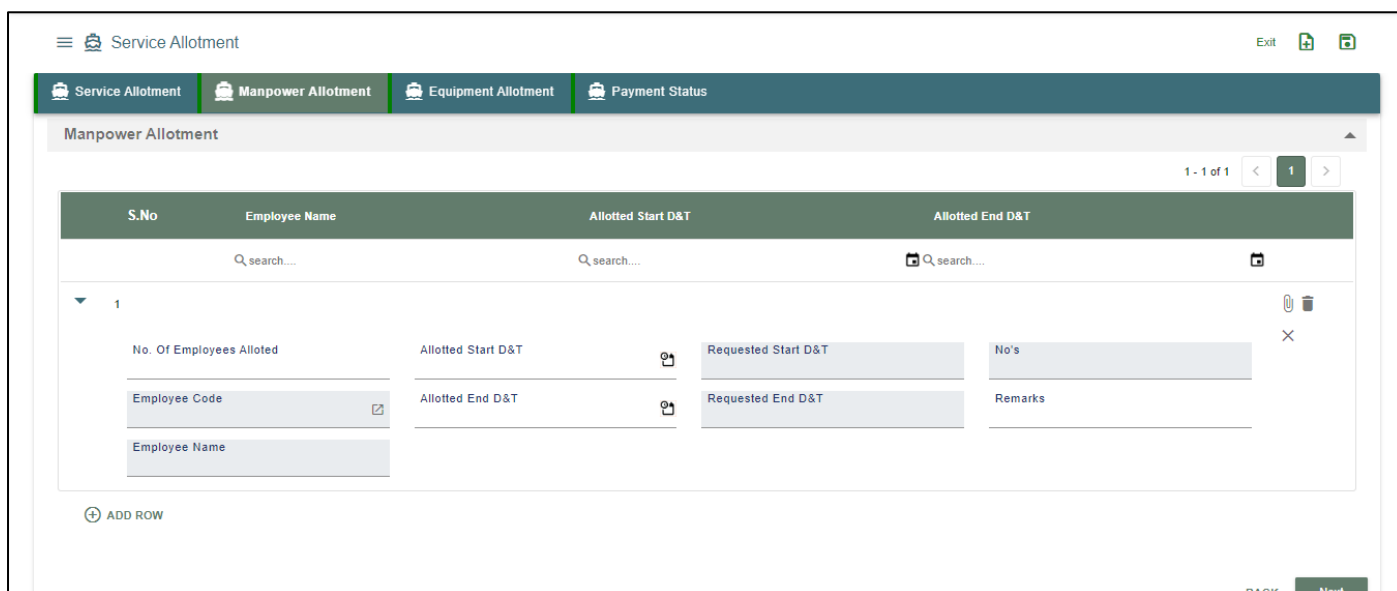 Service Allotment
Exit
Service Allotment Manpower Allotment Equipment Allotment Payment Status
Manpower Allotment
1 - 1 of 1 < 1 >
S.No Employee Name Allotted Start D&T Allotted End D&T
search.... search.... search....
1
No. Of Employees Alloted Allotted Start D&T Requested Start D&T No's
Employee Code Allotted End D&T Requested End D&T Remarks
Employee Name
ADD ROW
BACK Next